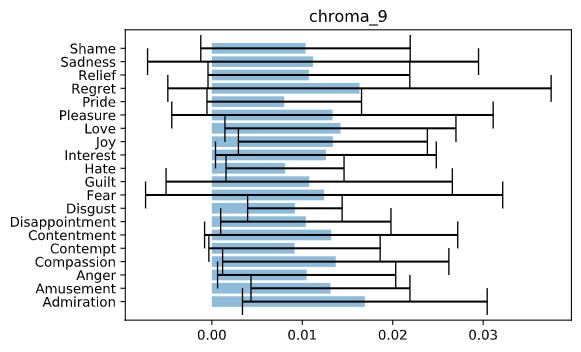 chroma_9
Shame
Sadness
Relief
Regret
Pride
Pleasure
Love
Joy
Interest
Hate
Guilt
Fear
Disgust
Disappointment
Contentment
Contempt
Compassion
Anger
Amusement
Admiration
0.00 0.01 0.02 0.03